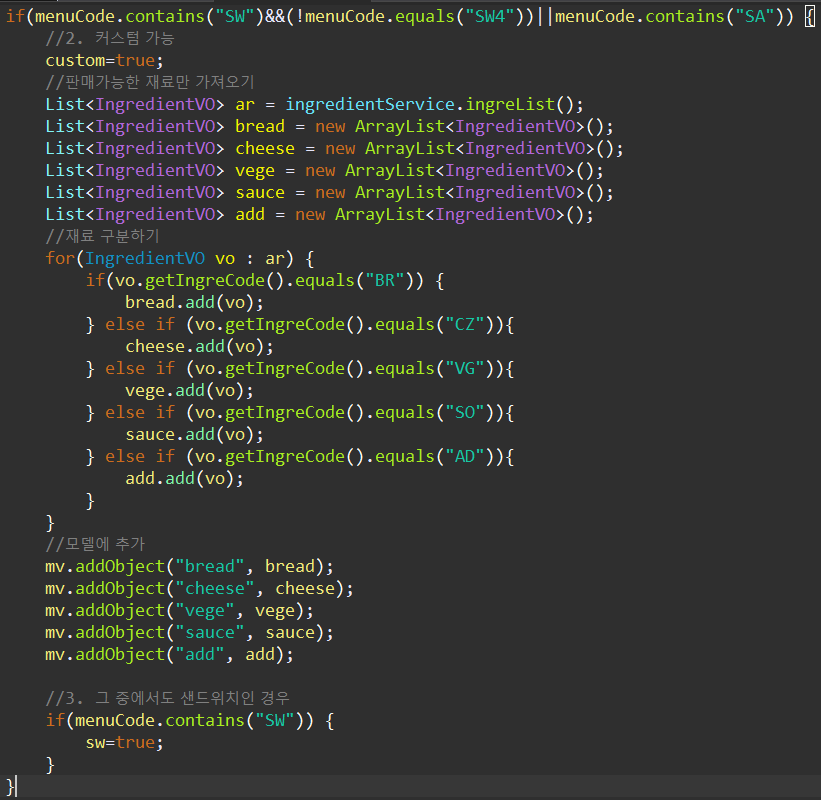 if(menuCode.contains("SW")&&(!menuCode.equals("SW4"))||menuCode.contains("SA")) {
    //2. 커스텀 가능
    custom=true;
    //판매가능한 재료만 가져오기
    List<IngredientVO> ar = ingredientService.ingreList();
    List<IngredientVO> bread = new ArrayList<IngredientVO>();
    List<IngredientVO> cheese = new ArrayList<IngredientVO>();
    List<IngredientVO> vege = new ArrayList<IngredientVO>();
    List<IngredientVO> sauce = new ArrayList<IngredientVO>();
    List<IngredientVO> add = new ArrayList<IngredientVO>();
    //재료 구분하기
    for(IngredientVO vo : ar) {
        if(vo.getIngreCode().equals("BR")) {
            bread.add(vo);
        } else if (vo.getIngreCode().equals("CZ")){
            cheese.add(vo);
        } else if (vo.getIngreCode().equals("VG")){
            vege.add(vo);
        } else if (vo.getIngreCode().equals("SO")){
            sauce.add(vo);
        } else if (vo.getIngreCode().equals("AD")){
            add.add(vo);
        }
    }
    //모델에 추가
    mv.addObject("bread", bread);
    mv.addObject("cheese", cheese);
    mv.addObject("vege", vege);
    mv.addObject("sauce", sauce);
    mv.addObject("add", add);

    //3. 그 중에서도 샌드위치인 경우
    if(menuCode.contains("SW")) {
        sw=true;
    }
}